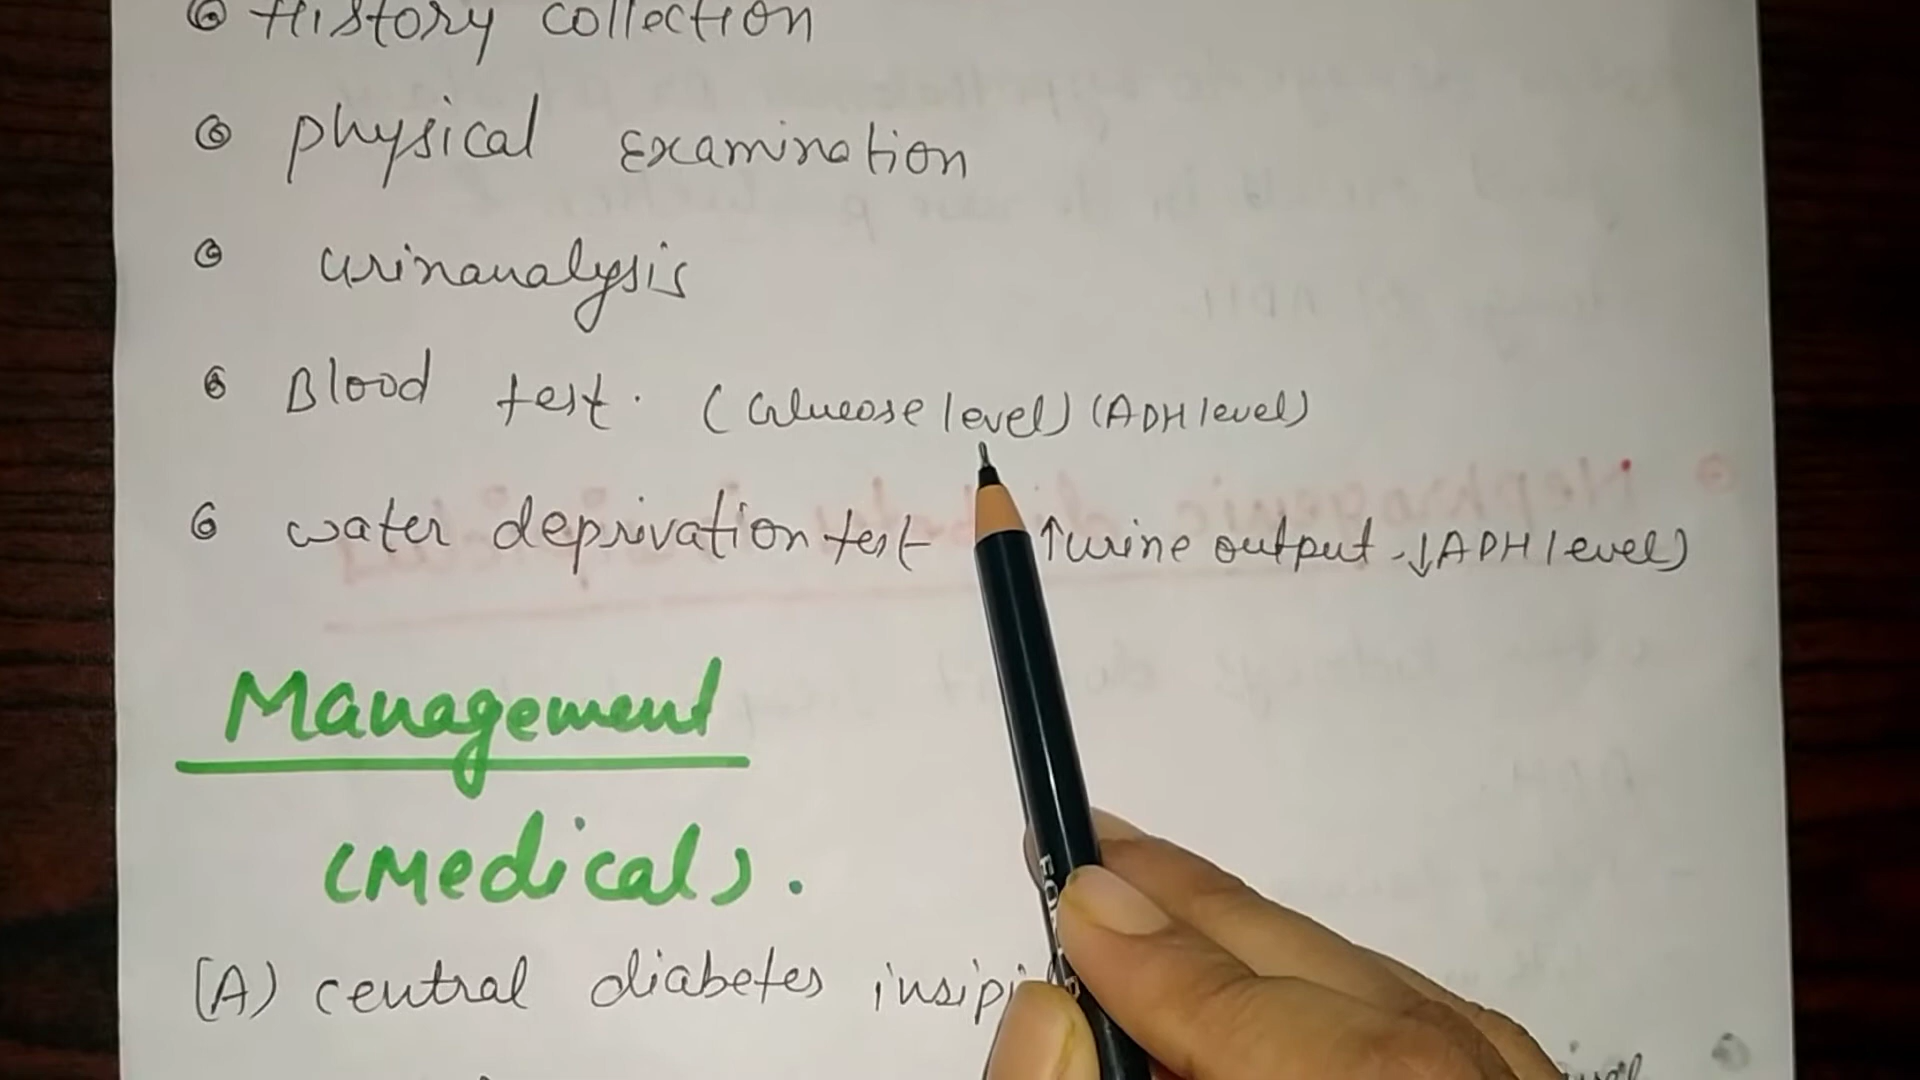 History collection
physical Examination
urinanalysis
Blood test. (Glucose level) (ADH level)
water deprivation test ↑urine output ↓ADH level)
Management
(Medical).
(A) central diabetes insipi